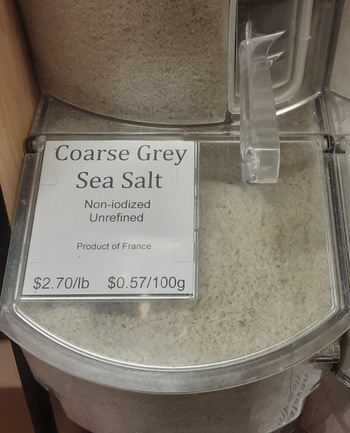 Coarse Grey
Sea Salt
Non-iodized
Unrefined
Product of France
$2.70/lb $0.57/100g